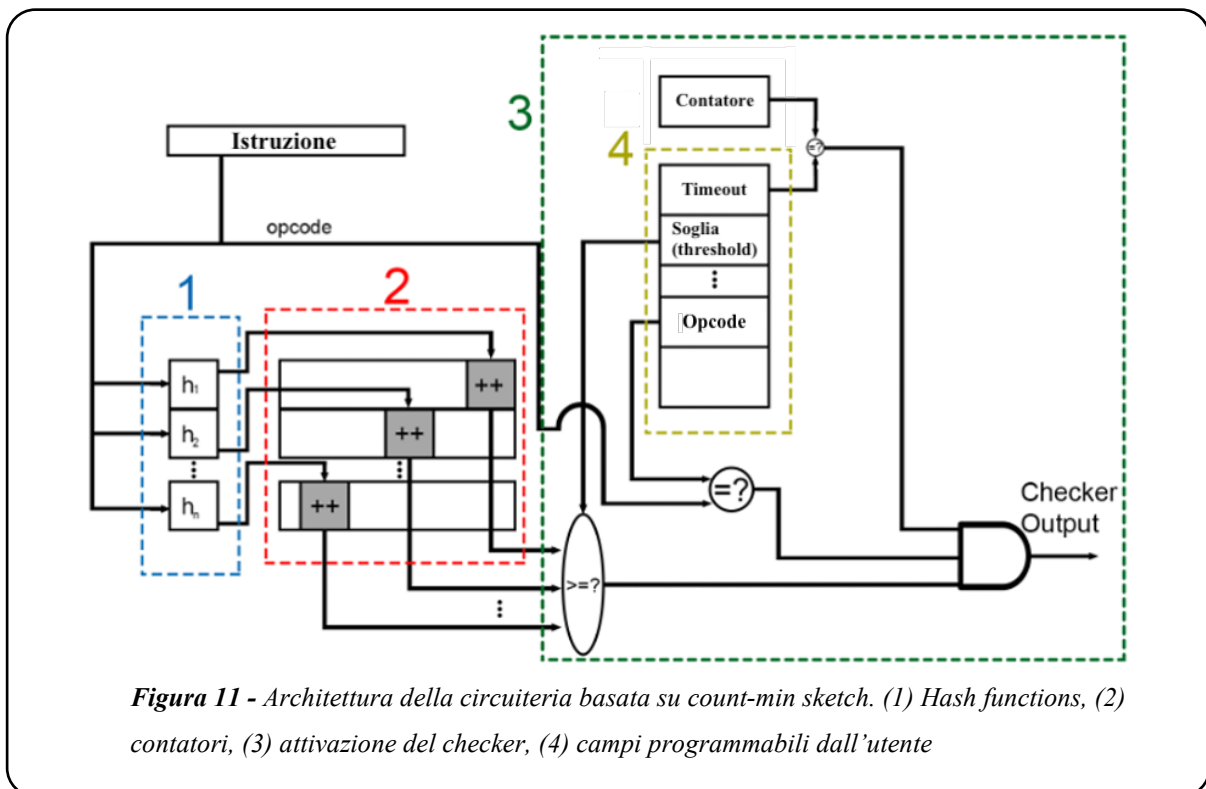 3
Contatore
Istruzione
=?
4
Timeout
opcode
Soglia
(threshold)
1
2
Opcode
h1
++
h2
++
=?
Checker
Output
hn
++
>=?
Figura 11 - Architettura della circuiteria basata su count-min sketch. (1) Hash functions, (2)
contatori, (3) attivazione del checker, (4) campi programmabili dall’utente